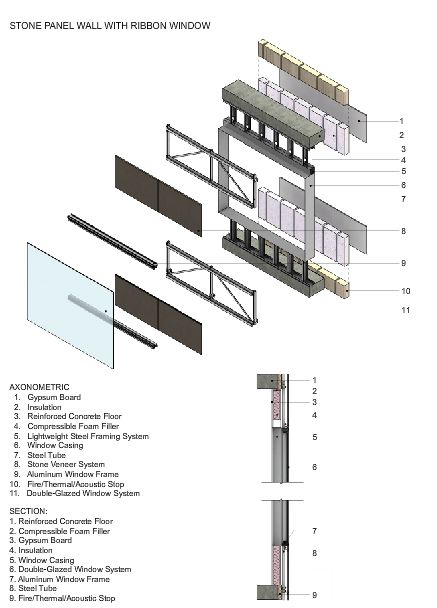 STONE PANEL WALL WITH RIBBON WINDOW
1
2
3
4
5
6
7
8
9
10
11
AXONOMETRIC
1. Gypsum Board
2. Insulation
3. Reinforced Concrete Floor
4. Compressible Foam Filler
5. Lightweight Steel Framing System
6. Window Casing
7. Steel Tube
8. Stone Veneer System
9. Aluminum Window Frame
10. Fire/Thermal/Acoustic Stop
11. Double-Glazed Window System
SECTION:
1. Reinforced Concrete Floor
2. Compressible Foam Filler
3. Gypsum Board
4. Insulation
5. Window Casing
6. Double-Glazed Window System
7. Aluminum Window Frame
8. Steel Tube
9. Fire/Thermal/Acoustic Stop
1
2
3
4
5
6
7
8
9